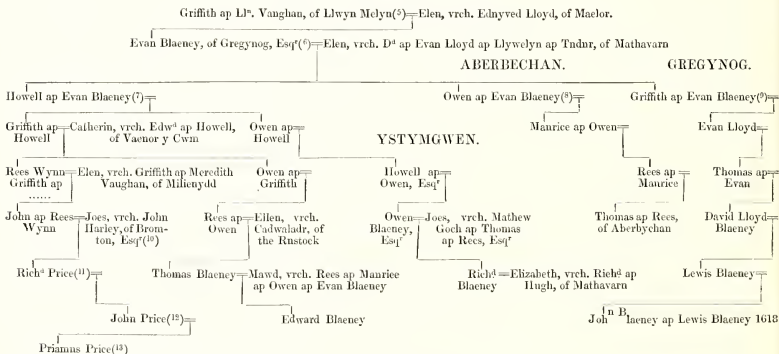 Griffith ap Llⁿ. Vaughan, of Llwyn Melyn(⁵)=Elen, vrch. Ednyved Lloyd, of Maelor.
Evan Blaeney, of Gregynog, Esqʳ(⁶)=Elen, vrch. Dᵈ ap Evan Lloyd ap Llywelyn ap Tndnr, of Mathavarn
ABERBECHAN. GREGYNOG.
Howell ap Evan Blaeney(⁷)= Owen ap Evan Blaeney(⁸)= Griffith ap Evan Blaeney(⁹)=
Griffith ap=Catherin, vrch. Edwᵈ ap Howell, Owen ap= Maurice ap Owen= Evan Lloyd=
Howell of Vaenor y Cwm Howell YSTYMGWEN.
Rees Wynn=Elen, vrch. Griffith ap Meredith Owen ap= Howell ap= Rees ap= Thomas ap=
Griffith ap Vaughan, of Milienydd Griffith Owen, Esqʳ Maurice Evan
......
John ap Rees=Joes, vrch. John Rees ap=Ellen, vrch. Owen=Joes, vrch. Mathew Thomas ap Rees, David Lloyd=
Wynn Harley, of Brom- Owen Cadwaladr, of Blaeney, Goch ap Thomas of Aberbychan Blaeney
ton, Esqʳ(¹⁰) the Rustock Esqʳ ap Rees, Esqʳ
Richᵈ Price(¹¹)= Thomas Blaeney=Mawd, vrch. Rees ap Maurice Richᵈ=Elizabeth, vrch. Richᵈ ap Lewis Blaeney=
ap Owen ap Evan Blaeney Blaeney Hugh, of Mathavarn
John Price(¹²)= Edward Blaeney Johⁿ Blaeney ap Lewis Blaeney 1618
Priamus Price(¹³)